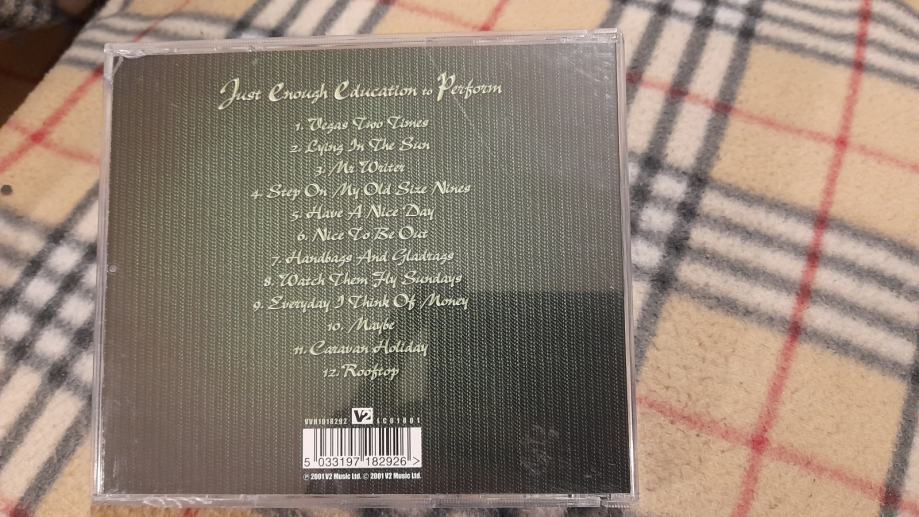 Just Enough Education to Perform
1. Vegas Two Times
2. Lying In The Sun
3. Mr Writer
4. Step On My Old Size Nines
5. Have A Nice Day
6. Nice To Be Out
7. Handbags And Gladrags
8. Watch Them Fly Sundays
9. Everyday I Think Of Money
10. Maybe
11. Caravan Holiday
12. Rooftop
VVR1018292 V2 LC01801
5 033197 182926 >
℗ 2001 V2 Music Ltd. © 2001 V2 Music Ltd.